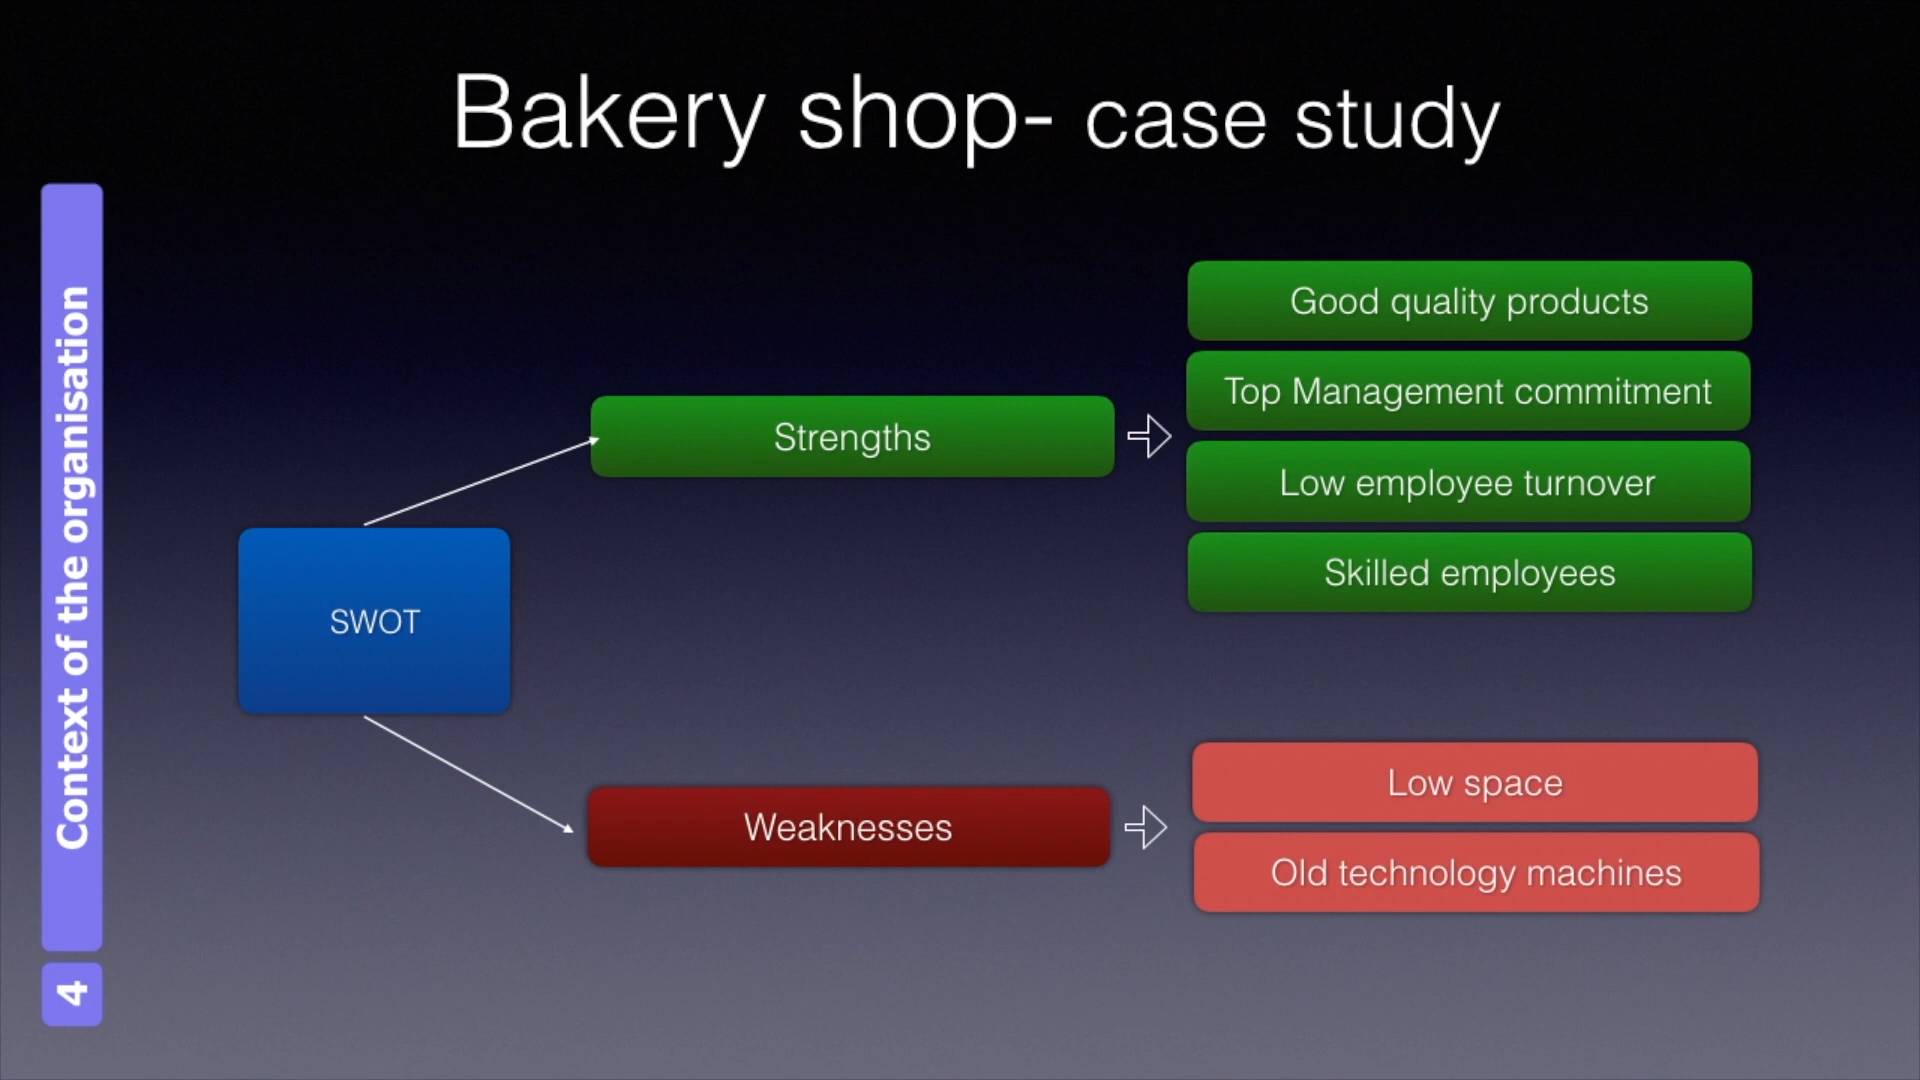 Bakery shop- case study
Context of the organisation
4
SWOT
Strengths
Good quality products
Top Management commitment
Low employee turnover
Skilled employees
Weaknesses
Low space
Old technology machines